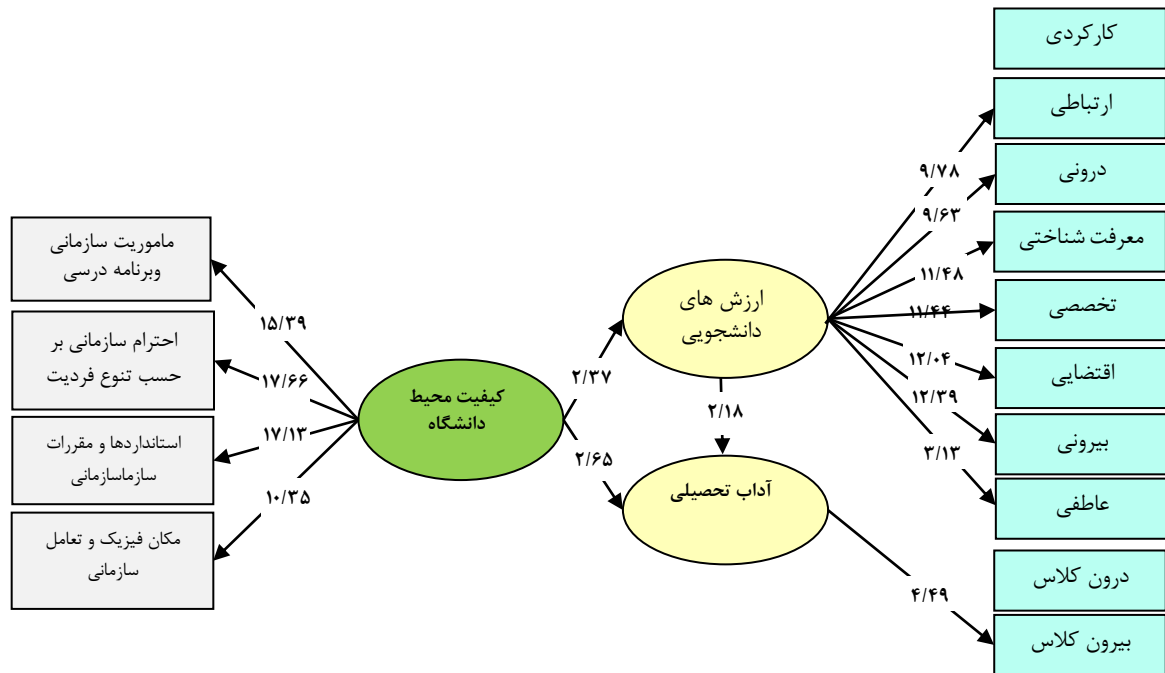 کارکردی
ارتباطی
درونی
معرفت شناختی
تخصصی
اقتضایی
بیرونی
عاطفی
درون کلاس
بیرون کلاس
۹/۷۸
۹/۶۳
۱۱/۴۸
۱۱/۴۴
۱۲/۰۴
۱۲/۳۹
۳/۱۳
۴/۴۹
ارزش های
دانشجویی
۲/۱۸
آداب تحصیلی
۲/۳۷
۲/۶۵
کیفیت محیط
دانشگاه
۱۵/۳۹
۱۷/۶۶
۱۷/۱۳
۱۰/۳۵
ماموریت سازمانی
وبرنامه درسی
احترام سازمانی بر
حسب تنوع فردیت
استانداردها و مقررات
سازماسازمانی
مکان فیزیک و تعامل
سازمانی